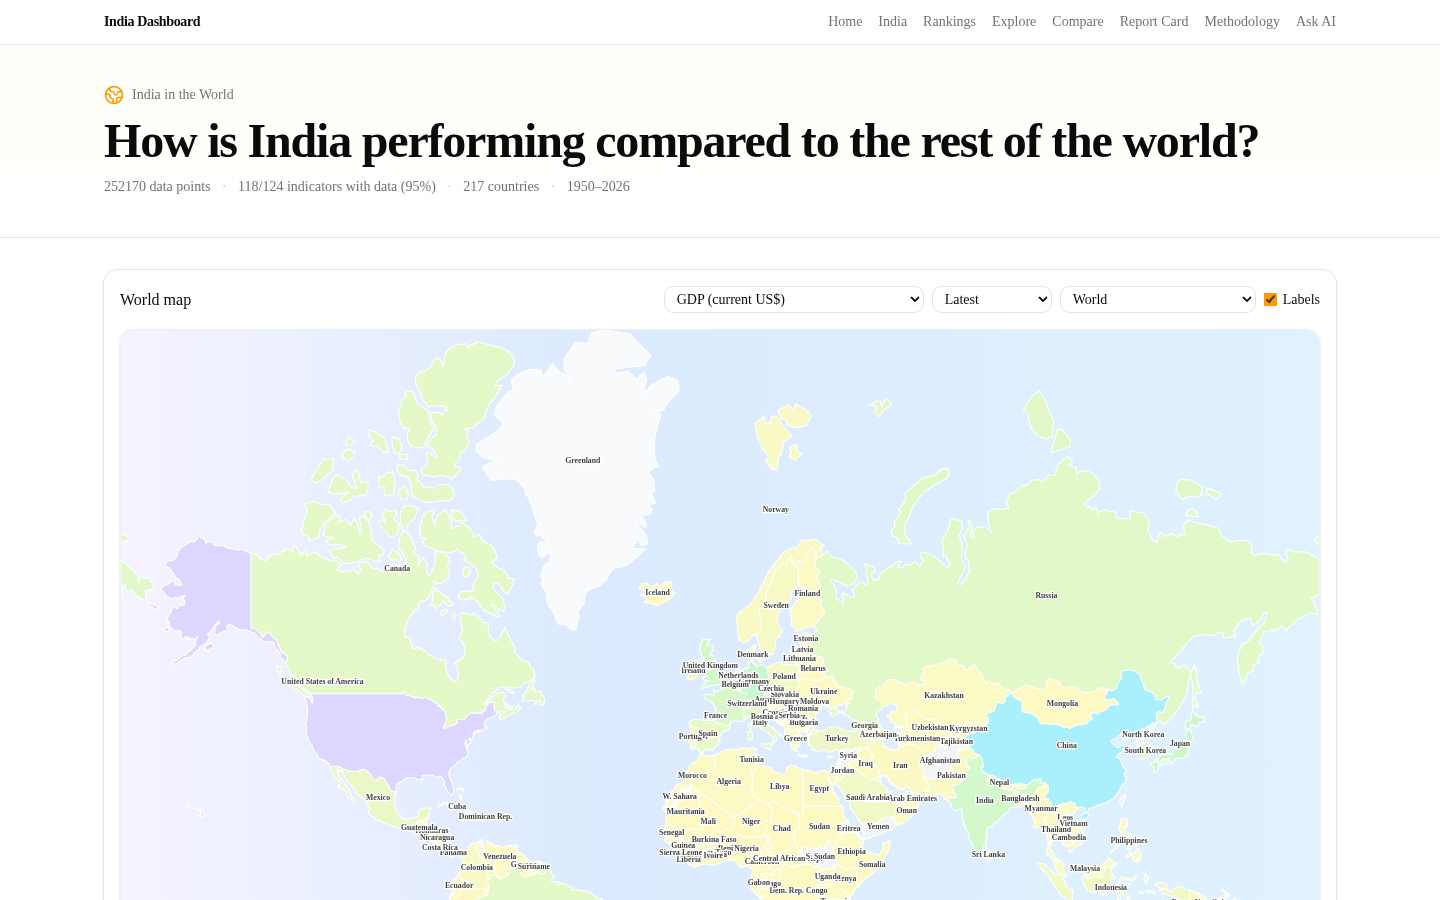 India Dashboard
Home India Rankings Explore Compare Report Card Methodology Ask AI
India in the World
How is India performing compared to the rest of the world?
252170 data points · 118/124 indicators with data (95%) · 217 countries · 1950–2026
World map
GDP (current US$) Latest World Labels
Greenland
Norway
Canada
Iceland
Finland
Russia
Sweden
Estonia
Latvia
Denmark
Lithuania
United Kingdom
Ireland
Belarus
Netherlands
Poland
United States of America
Belgium
Czechia
Slovakia
Ukraine
Kazakhstan
Switzerland
Hungary
Moldova
Mongolia
Romania
France
Bosnia
Serbia
Italy
Bulgaria
Georgia
Uzbekistan
Kyrgyzstan
Spain
Greece
Turkey
Azerbaijan
Turkmenistan
Tajikistan
North Korea
Japan
China
South Korea
Syria
Tunisia
Iraq
Iran
Afghanistan
Jordan
Morocco
Algeria
Pakistan
Libya
Egypt
Nepal
W. Sahara
Mexico
Saudi Arabia
India
Bangladesh
Cuba
Myanmar
Mauritania
Oman
Dominican Rep.
Mali
Niger
Laos
Vietnam
Guatemala
Chad
Sudan
Eritrea
Yemen
Thailand
Senegal
Nicaragua
Burkina Faso
Cambodia
Philippines
Guinea
Costa Rica
Nigeria
Panama
Sierra Leone
Ethiopia
Sri Lanka
Venezuela
Liberia
Central African
S. Sudan
Colombia
Suriname
Somalia
Malaysia
Uganda
Ecuador
Gabon
Dem. Rep. Congo
Indonesia